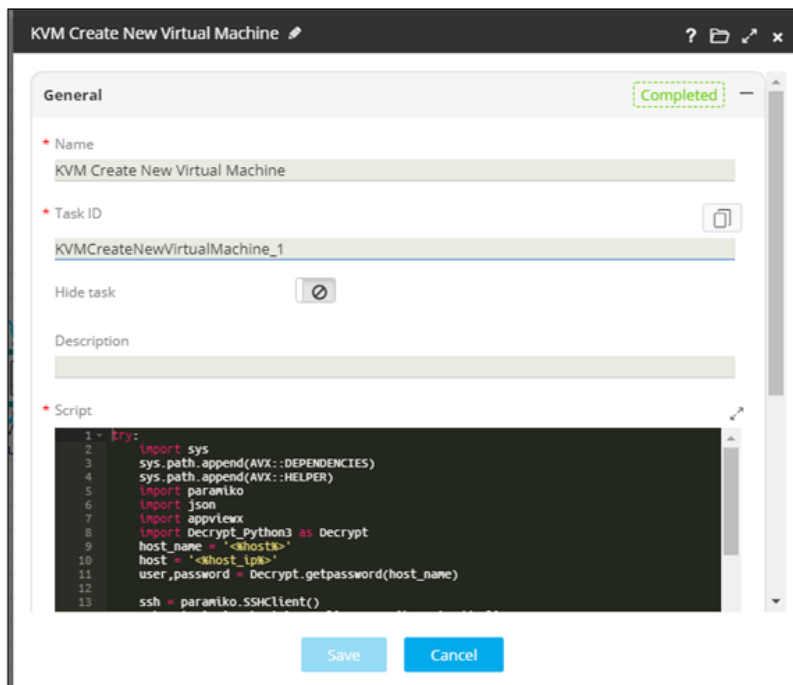 KVM Create New Virtual Machine
?
×
General
Completed
* Name
KVM Create New Virtual Machine
* Task ID
KVMCreateNewVirtualMachine_1
Hide task
Description
* Script
1 try:
2 import sys
3 sys.path.append(AVX::DEPENDENCIES)
4 sys.path.append(AVX::HELPER)
5 import paramiko
6 import json
7 import appviewx
8 import Decrypt_Python3 as Decrypt
9 host_name = '<%host%>'
10 host = '<%host_ip%>'
11 user,password = Decrypt.getpassword(host_name)
12
13 ssh = paramiko.SSHClient()
Save
Cancel